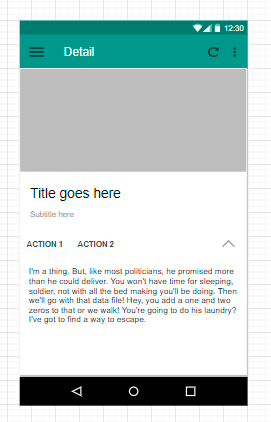 12:30
Detail
Title goes here
Subtitle here
ACTION 1 ACTION 2
I'm a thing. But, like most politicians, he promised more
than he could deliver. You won't have time for sleeping,
soldier, not with all the bed making you'll be doing. Then
we'll go with that data file! Hey, you add a one and two
zeros to that or we walk! You're going to do his laundry?
I've got to find a way to escape.